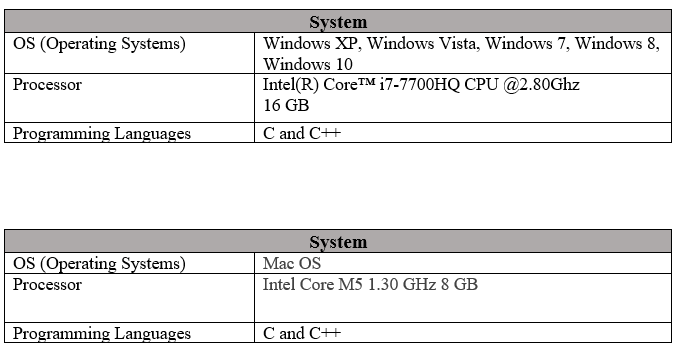 System
OS (Operating Systems) Windows XP, Windows Vista, Windows 7, Windows 8,
Windows 10
Processor Intel(R) Core™ i7-7700HQ CPU @2.80Ghz
16 GB
Programming Languages C and C++
System
OS (Operating Systems) Mac OS
Processor Intel Core M5 1.30 GHz 8 GB
Programming Languages C and C++